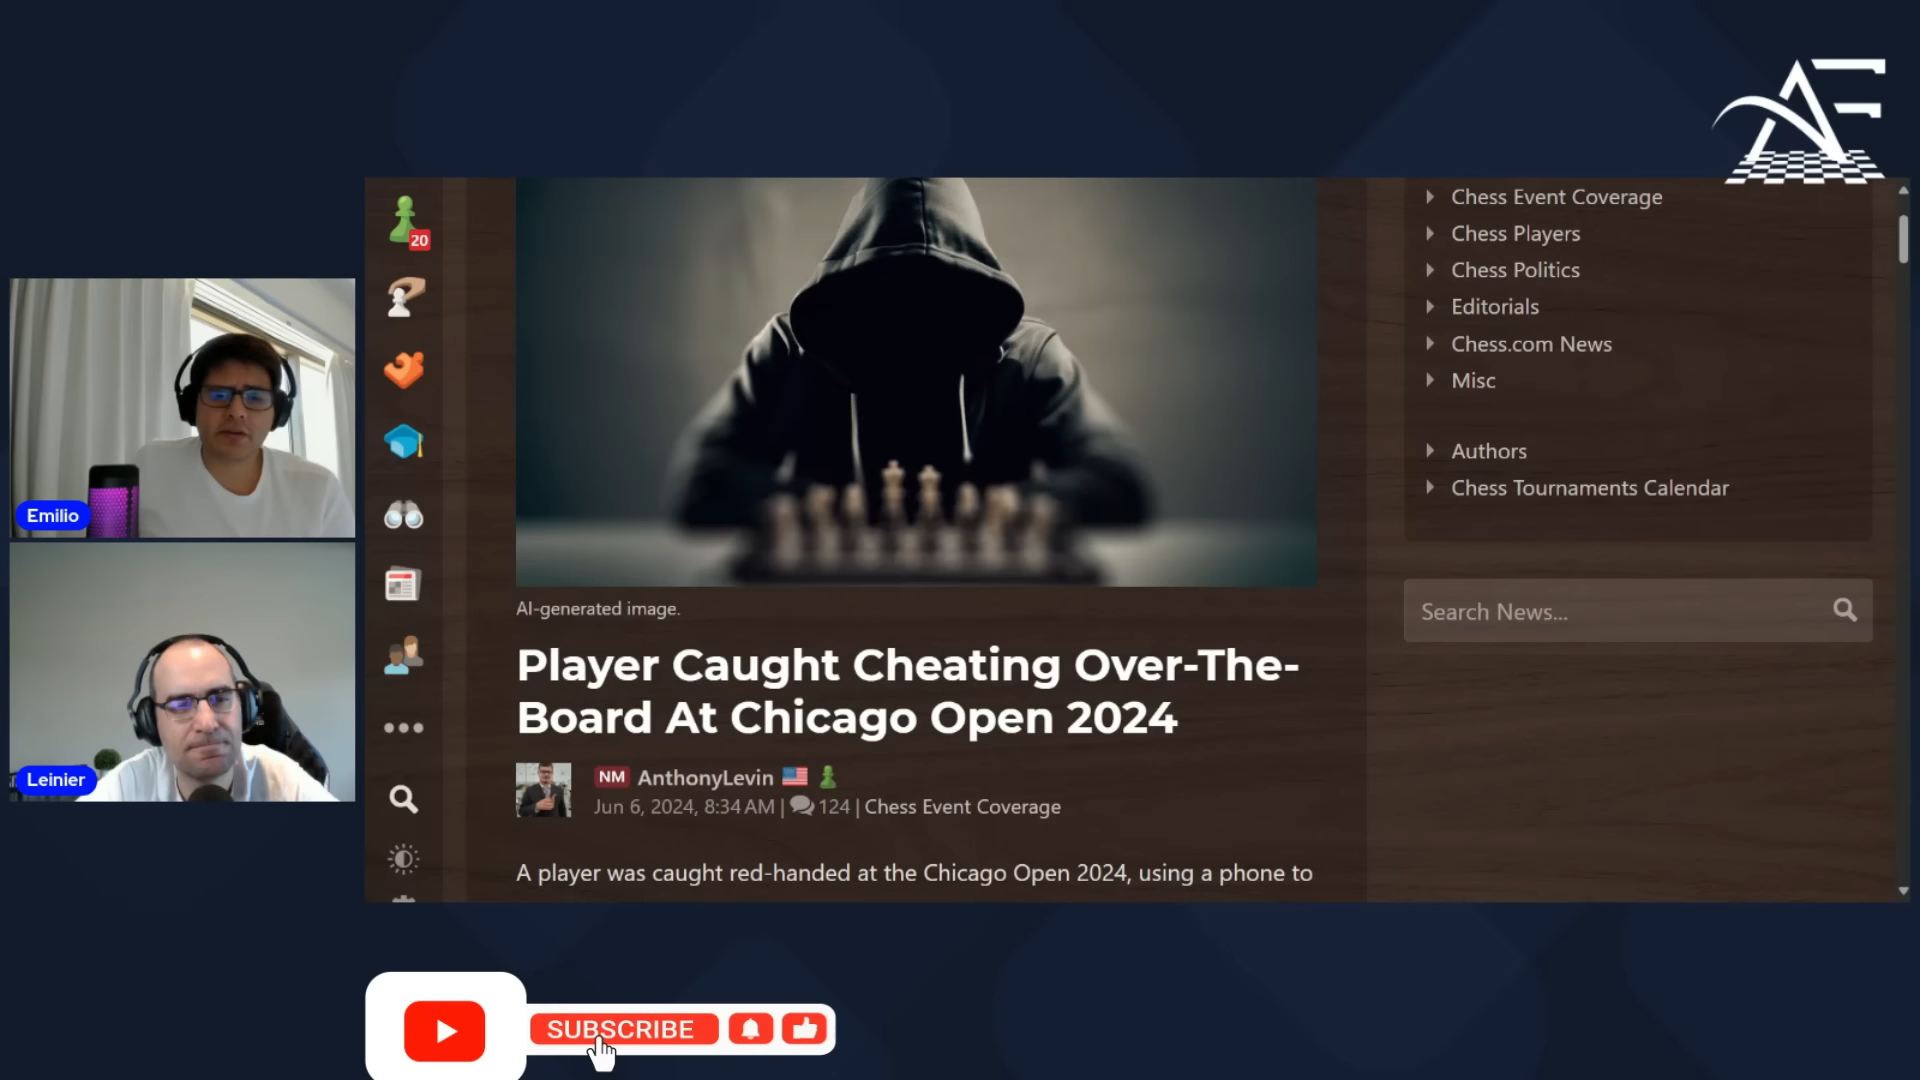 AF
20
Chess Event Coverage
Chess Players
Chess Politics
Editorials
Chess.com News
Misc
Authors
Chess Tournaments Calendar
Search News...
AI-generated image.
Player Caught Cheating Over-The-
Board At Chicago Open 2024
NM AnthonyLevin
Jun 6, 2024, 8:34 AM | 124 | Chess Event Coverage
A player was caught red-handed at the Chicago Open 2024, using a phone to
Emilio
Leinier
SUBSCRIBE